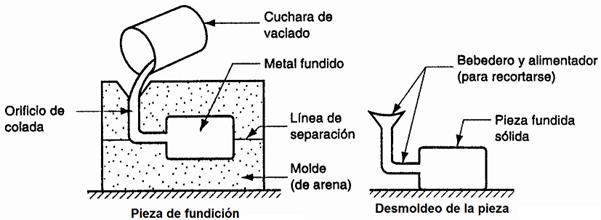 Cuchara de
vaciado
Metal fundido
Orificio de
colada
Línea de
separación
Molde
(de arena)
Pieza de fundición
Bebedero y alimentador
(para recortarse)
Pieza fundida
sólida
Desmoldeo de la pieza